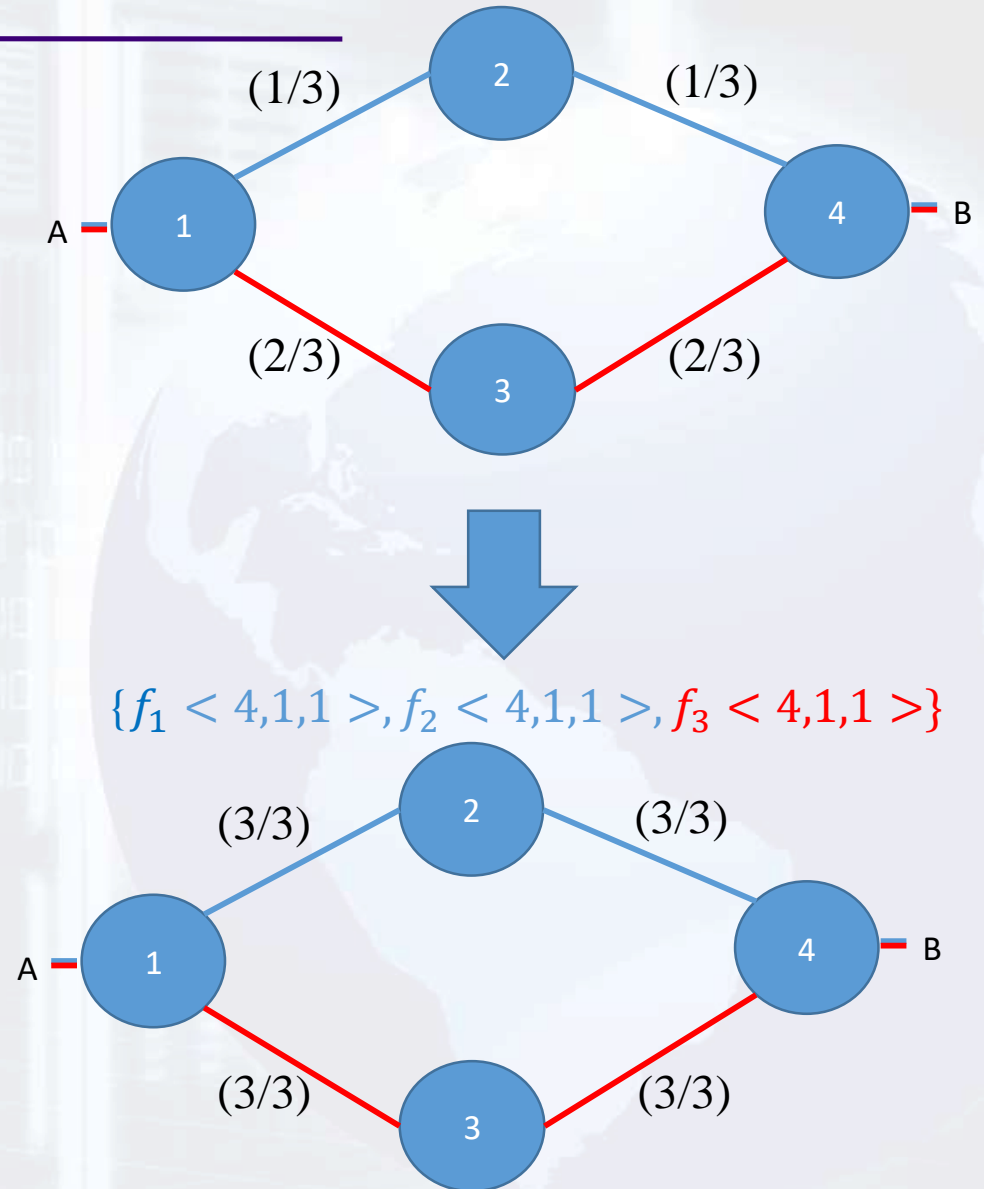 2
(1/3) (1/3)
A 1 4 B
(2/3) (2/3)
3
{f₁ < 4,1,1 >, f₂ < 4,1,1 >, f₃ < 4,1,1 >}
2
(3/3) (3/3)
A 1 4 B
(3/3) (3/3)
3